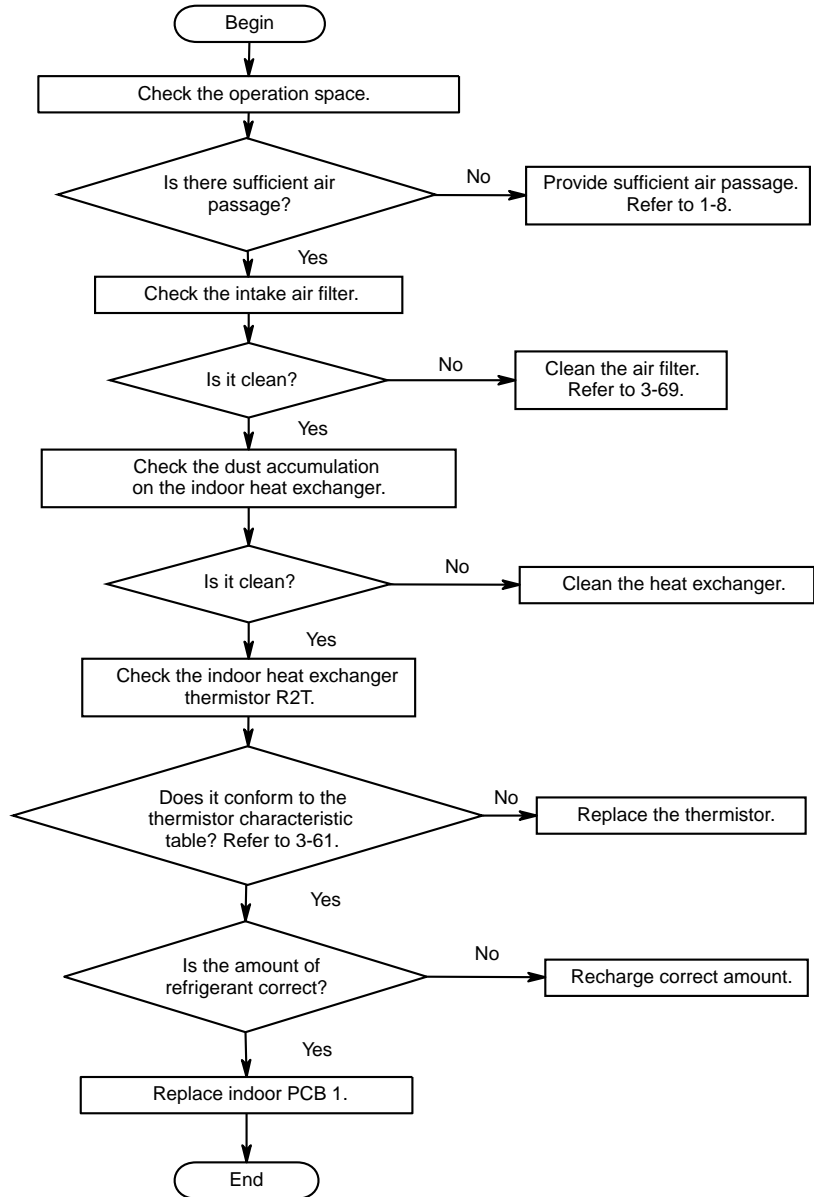 Begin
Check the operation space.
Is there sufficient air
passage?
No
Provide sufficient air passage.
Refer to 1-8.
Yes
Check the intake air filter.
Is it clean?
No
Clean the air filter.
Refer to 3-69.
Yes
Check the dust accumulation
on the indoor heat exchanger.
Is it clean?
No
Clean the heat exchanger.
Yes
Check the indoor heat exchanger
thermistor R2T.
Does it conform to the
thermistor characteristic
table? Refer to 3-61.
No
Replace the thermistor.
Yes
Is the amount of
refrigerant correct?
No
Recharge correct amount.
Yes
Replace indoor PCB 1.
End